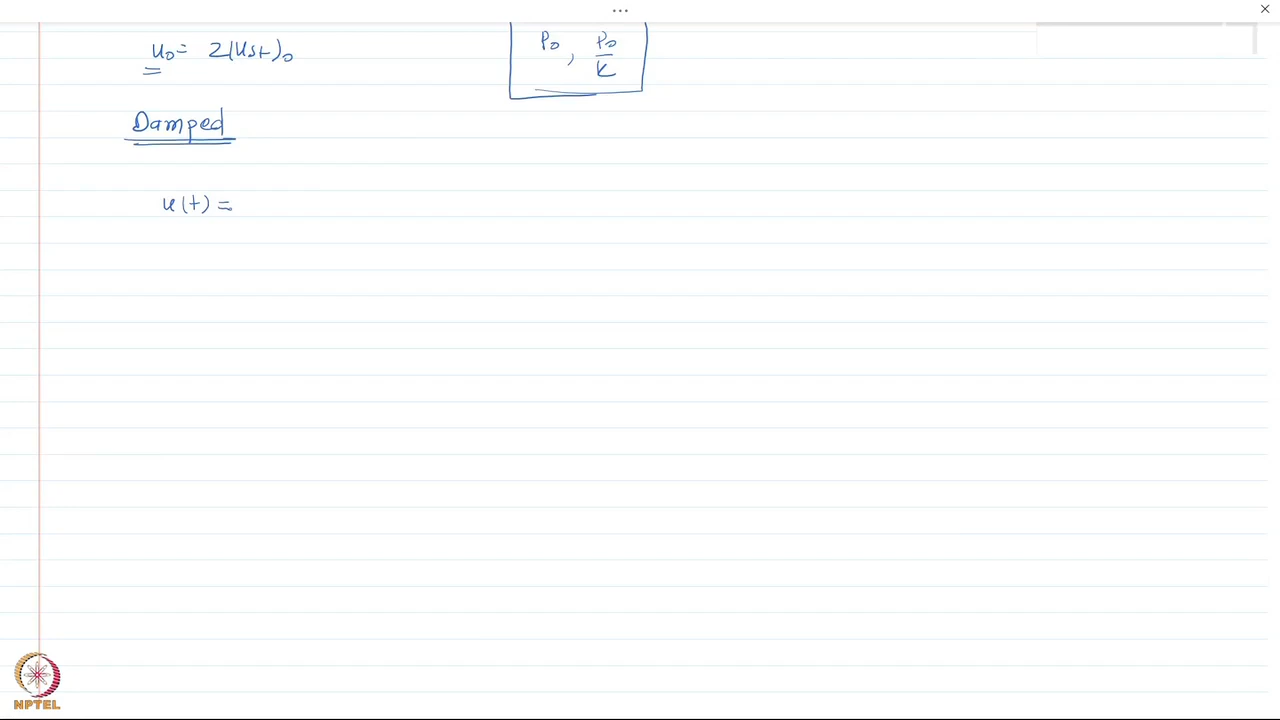 u₀ = 2(ust)₀
P₀ , P₀/K
Damped
u(t) =
NPTEL